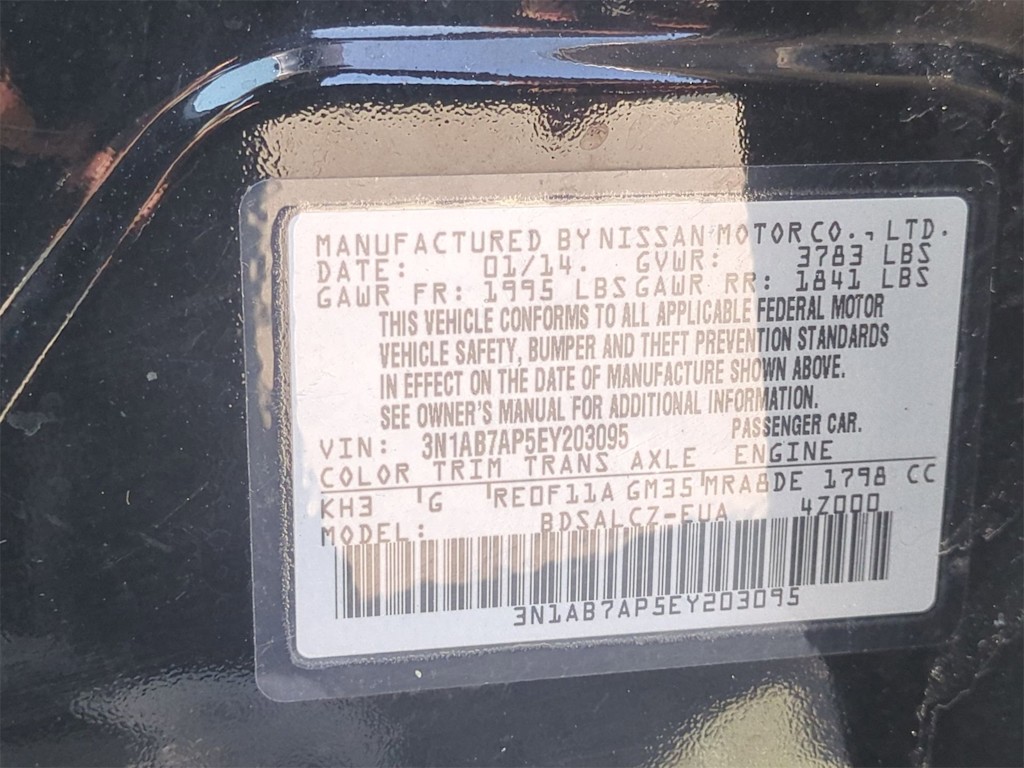 MANUFACTURED BY NISSAN MOTOR CO., LTD.
DATE: 01/14. GVWR: 3783 LBS
GAWR FR: 1995 LBS GAWR RR: 1841 LBS
THIS VEHICLE CONFORMS TO ALL APPLICABLE FEDERAL MOTOR
VEHICLE SAFETY, BUMPER AND THEFT PREVENTION STANDARDS
IN EFFECT ON THE DATE OF MANUFACTURE SHOWN ABOVE.
SEE OWNER'S MANUAL FOR ADDITIONAL INFORMATION.
VIN: 3N1AB7AP5EY203095 PASSENGER CAR.
COLOR TRIM TRANS AXLE ENGINE
KH3 G RE0F11A GM35 MRA8DE 1798 CC
MODEL: BDSALCZ-EUA 4Z000
3N1AB7AP5EY203095